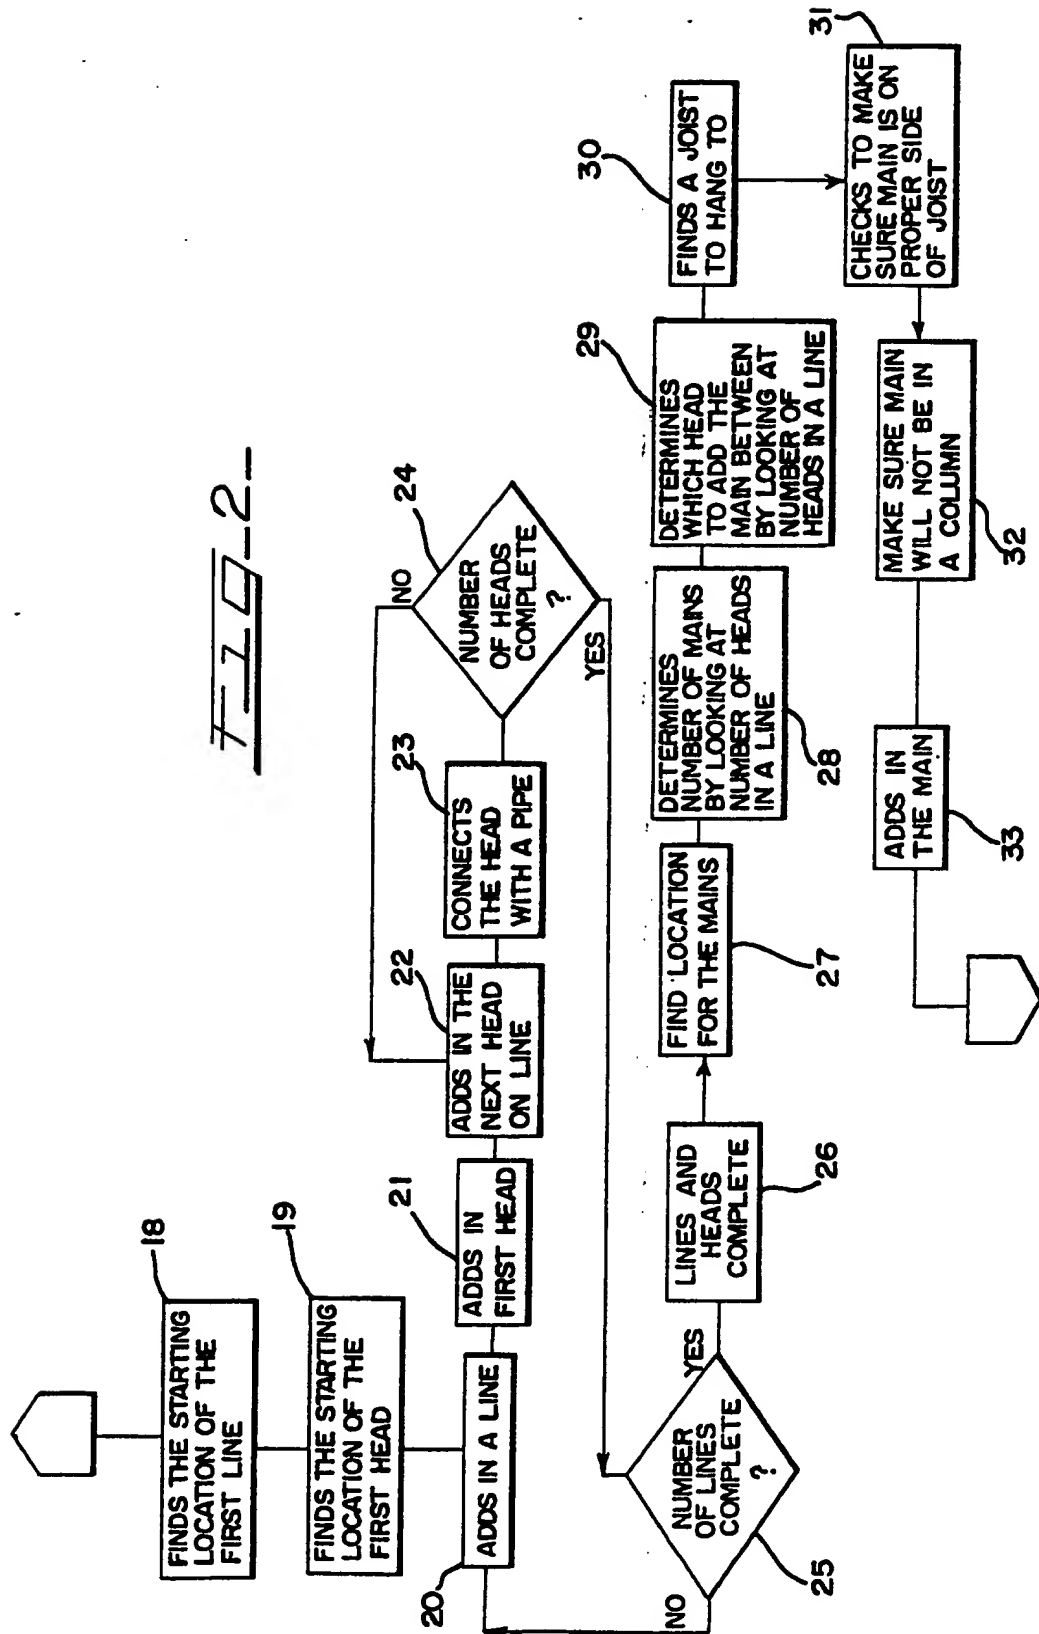 FIG_2_
18
FINDS THE STARTING
LOCATION OF THE
FIRST LINE
19
FINDS THE STARTING
LOCATION OF THE
FIRST HEAD
20
ADDS IN A LINE
21
ADDS IN
FIRST HEAD
22
ADDS IN THE
NEXT HEAD
ON LINE
23
CONNECTS
THE HEAD
WITH A PIPE
24
NUMBER
OF HEADS
COMPLETE
?
NO
YES
25
NUMBER
OF LINES
COMPLETE
?
NO
YES
26
LINES AND
HEADS
COMPLETE
27
FIND LOCATION
FOR THE MAINS
28
DETERMINES
NUMBER OF MAINS
BY LOOKING AT
NUMBER OF HEADS
IN A LINE
29
DETERMINES
WHICH HEAD
TO ADD THE
MAIN BETWEEN
BY LOOKING AT
NUMBER OF
HEADS IN A LINE
30
FINDS A JOIST
TO HANG TO
31
CHECKS TO MAKE
SURE MAIN IS ON
PROPER SIDE
OF JOIST
32
MAKE SURE MAIN
WILL NOT BE IN
A COLUMN
33
ADDS IN
THE MAIN